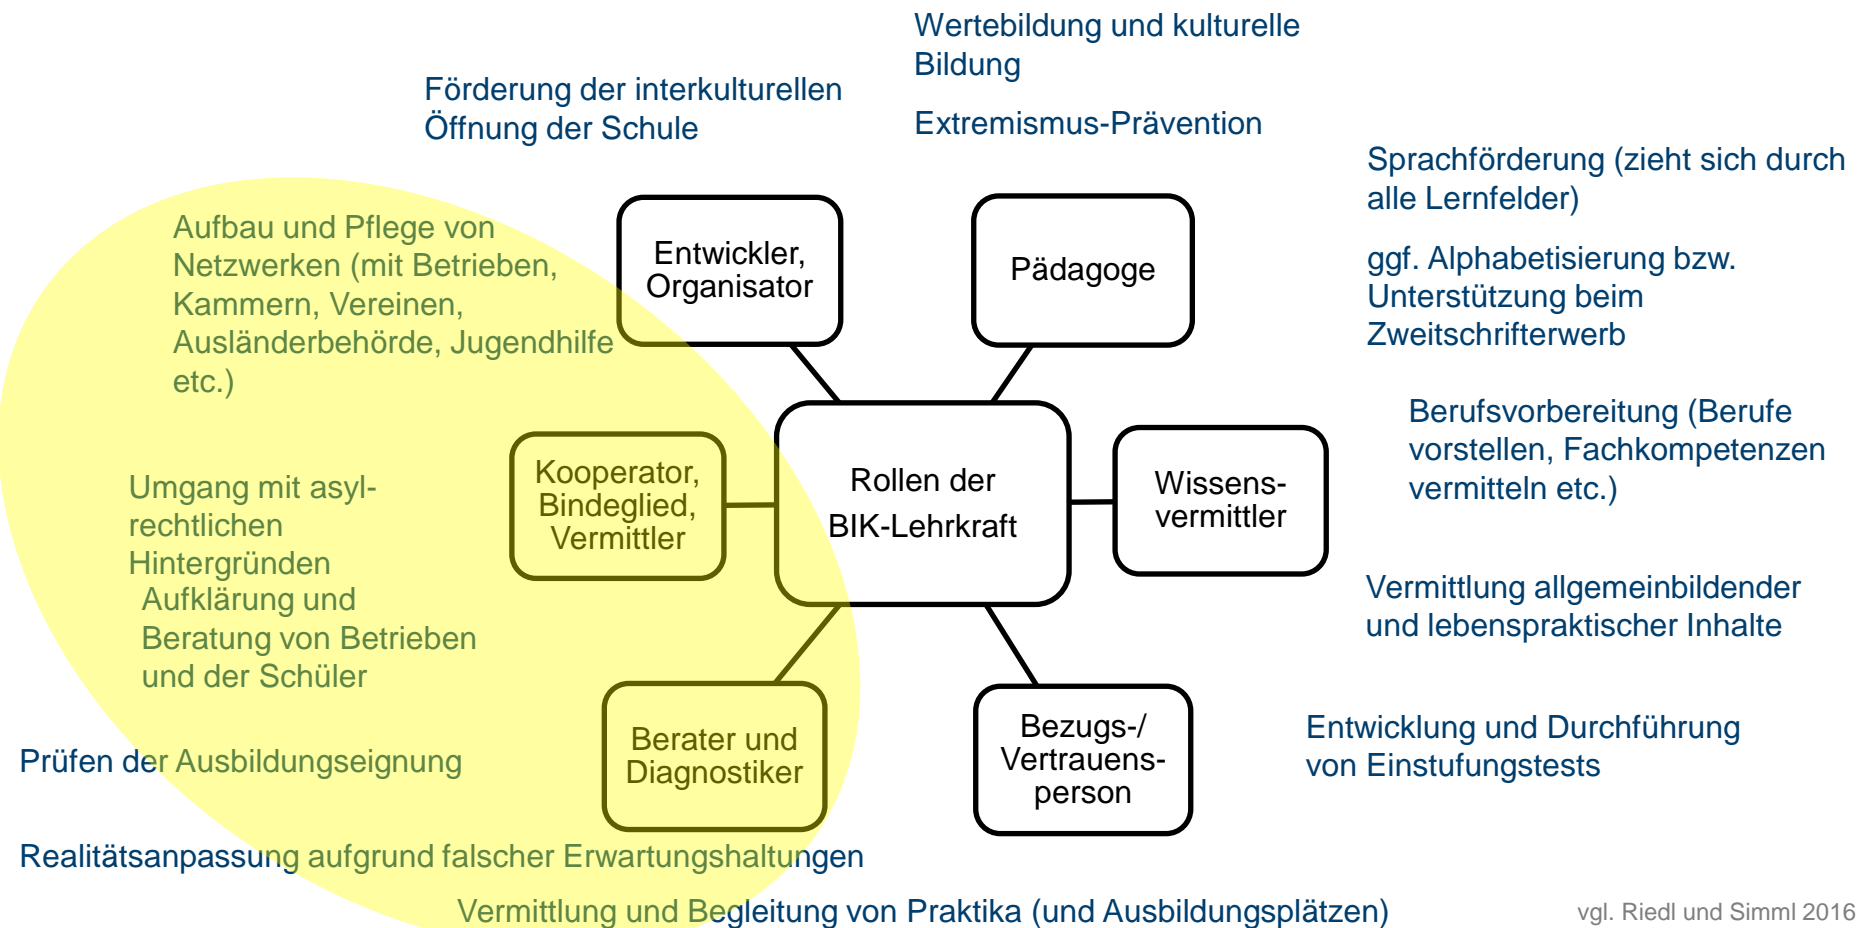 Wertebildung und kulturelle
Bildung
Förderung der interkulturellen
Öffnung der Schule
Extremismus-Prävention
Sprachförderung (zieht sich durch
alle Lernfelder)
Aufbau und Pflege von
Netzwerken (mit Betrieben,
Kammern, Vereinen,
Ausländerbehörde, Jugendhilfe
etc.)
Entwickler,
Organisator
Pädagoge
ggf. Alphabetisierung bzw.
Unterstützung beim
Zweitschrifterwerb
Berufsvorbereitung (Berufe
vorstellen, Fachkompetenzen
vermitteln etc.)
Umgang mit asyl-
rechtlichen
Hintergründen
Kooperator,
Bindeglied,
Vermittler
Rollen der
BIK-Lehrkraft
Wissens-
vermittler
Aufklärung und
Beratung von Betrieben
und der Schüler
Vermittlung allgemeinbildender
und lebenspraktischer Inhalte
Prüfen der Ausbildungseignung
Berater und
Diagnostiker
Bezugs-/
Vertrauens-
person
Entwicklung und Durchführung
von Einstufungstests
Realitätsanpassung aufgrund falscher Erwartungshaltungen
Vermittlung und Begleitung von Praktika (und Ausbildungsplätzen)
vgl. Riedl und Simml 2016